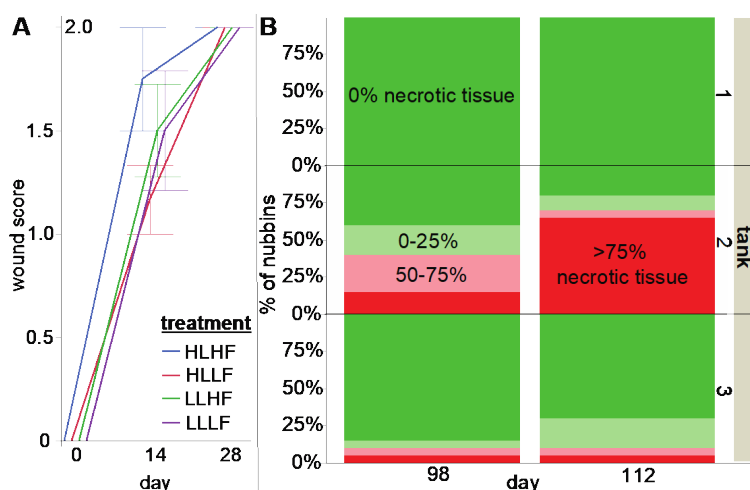 A
2.0
1.5
1.0
0.5
0
wound score
treatment
HLHF
HLLF
LLHF
LLLF
0 14 28
day
B
75%
50%
25%
0%
75%
50%
25%
0%
75%
50%
25%
0%
% of nubbins
0% necrotic tissue
0-25%
50-75%
>75%
necrotic tissue
1
2
3
tank
98 112
day